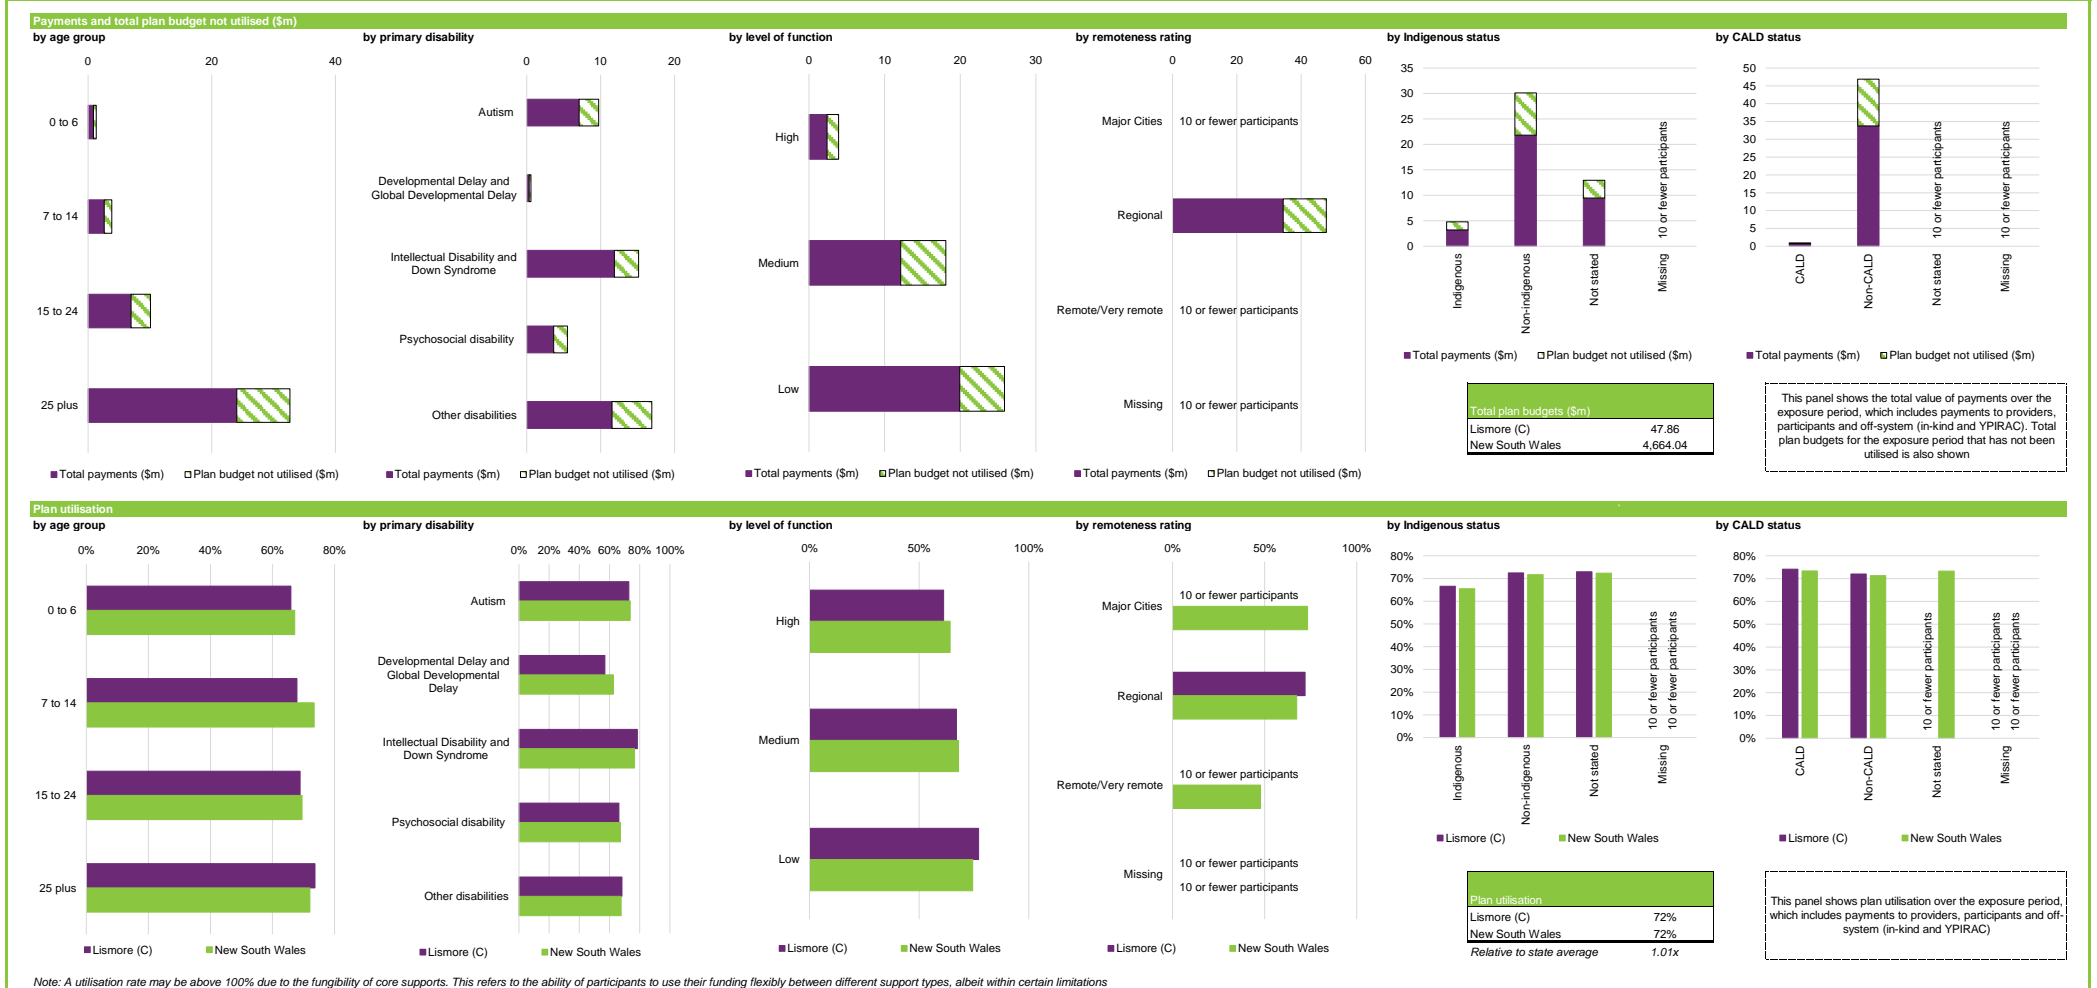 Payments and total plan budget not utilised ($m)
by age group
0 20 40
0 to 6
7 to 14
15 to 24
25 plus
Total payments ($m) Plan budget not utilised ($m)
by primary disability
0 10 20
Autism
Developmental Delay and
Global Developmental Delay
Intellectual Disability and
Down Syndrome
Psychosocial disability
Other disabilities
Total payments ($m) Plan budget not utilised ($m)
by level of function
0 10 20 30
High
Medium
Low
Total payments ($m) Plan budget not utilised ($m)
by remoteness rating
0 20 40 60
Major Cities 10 or fewer participants
Regional
Remote/Very remote 10 or fewer participants
Missing 10 or fewer participants
Total payments ($m) Plan budget not utilised ($m)
by Indigenous status
35
30
25
20
15
10
5
0
10 or fewer participants
Indigenous
Non-indigenous
Not stated
Missing
Total payments ($m) Plan budget not utilised ($m)
Total plan budgets ($m)
Lismore (C) 47.86
New South Wales 4,664.04
by CALD status
50
45
40
35
30
25
20
15
10
5
0
10 or fewer participants
10 or fewer participants
CALD
Non-CALD
Not stated
Missing
Total payments ($m) Plan budget not utilised ($m)
This panel shows the total value of payments over the
exposure period, which includes payments to providers,
participants and off-system (in-kind and YPIRAC). Total
plan budgets for the exposure period that has not been
utilised is also shown
Plan utilisation
by age group
0% 20% 40% 60% 80%
0 to 6
7 to 14
15 to 24
25 plus
Lismore (C) New South Wales
by primary disability
0% 20% 40% 60% 80% 100%
Autism
Developmental Delay and
Global Developmental
Delay
Intellectual Disability and
Down Syndrome
Psychosocial disability
Other disabilities
Lismore (C) New South Wales
by level of function
0% 50% 100%
High
Medium
Low
Lismore (C) New South Wales
by remoteness rating
0% 50% 100%
10 or fewer participants
Major Cities
Regional
10 or fewer participants
Remote/Very remote
10 or fewer participants
Missing
10 or fewer participants
Lismore (C) New South Wales
by Indigenous status
80%
70%
60%
50%
40%
30%
20%
10%
0%
10 or fewer participants
10 or fewer participants
Indigenous
Non-indigenous
Not stated
Missing
Lismore (C) New South Wales
Plan utilisation
Lismore (C) 72%
New South Wales 72%
Relative to state average 1.01x
by CALD status
80%
70%
60%
50%
40%
30%
20%
10%
0%
10 or fewer participants
10 or fewer participants
10 or fewer participants
CALD
Non-CALD
Not stated
Missing
Lismore (C) New South Wales
This panel shows plan utilisation over the exposure period,
which includes payments to providers, participants and off-
system (in-kind and YPIRAC)
Note: A utilisation rate may be above 100% due to the fungibility of core supports. This refers to the ability of participants to use their funding flexibly between different support types, albeit within certain limitations